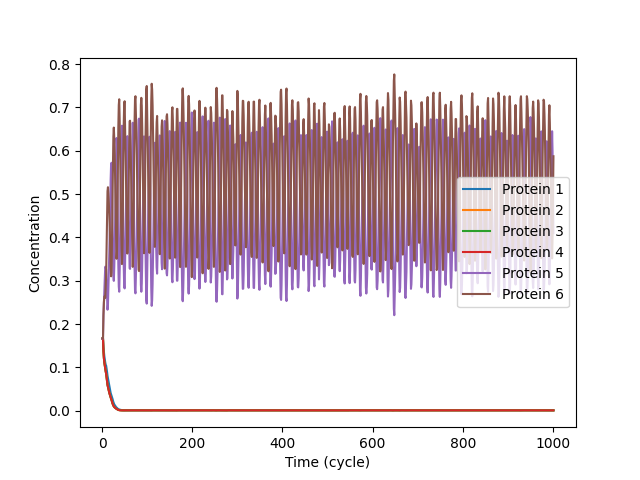 0.8
0.7
0.6
0.5
0.4
0.3
0.2
0.1
0.0
Concentration
Protein 1
Protein 2
Protein 3
Protein 4
Protein 5
Protein 6
0 200 400 600 800 1000
Time (cycle)